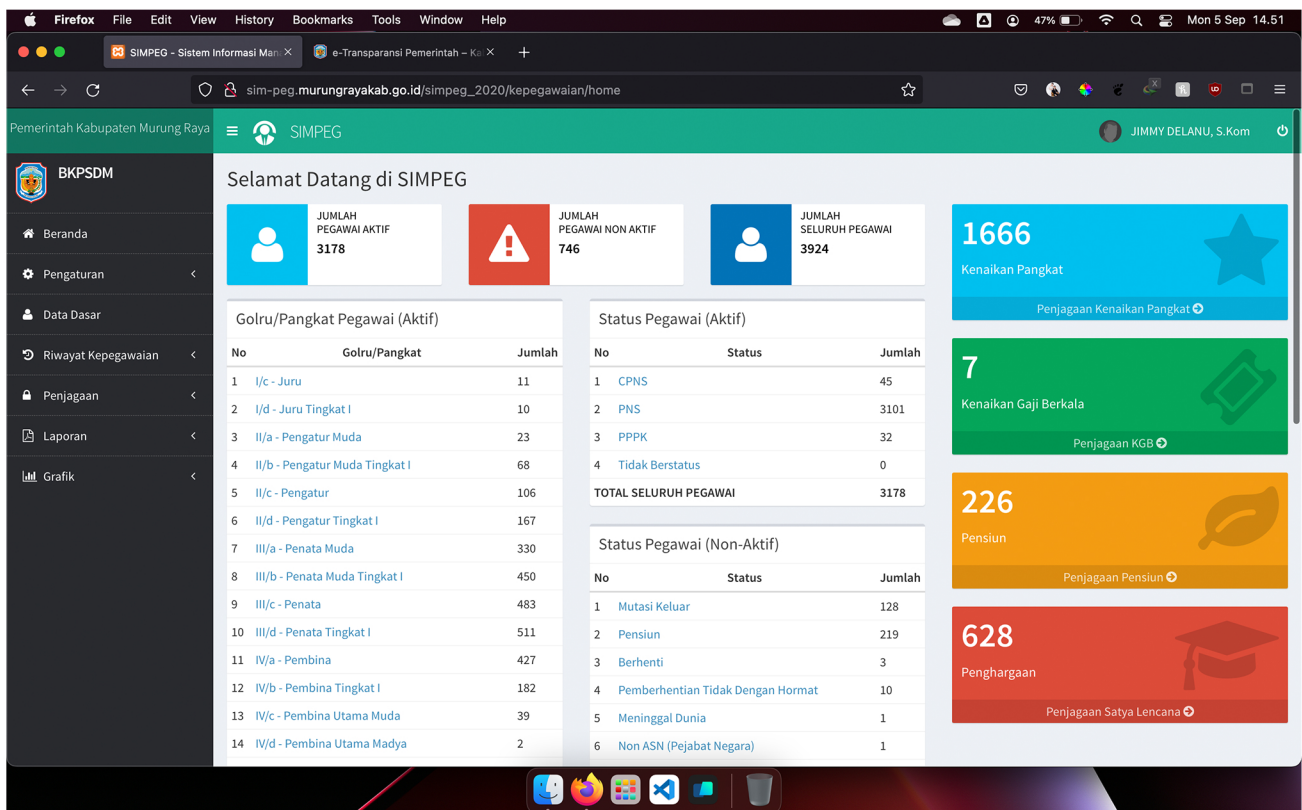 Firefox File Edit View History Bookmarks Tools Window Help 47% Mon 5 Sep 14.51
SIMPEG - Sistem Informasi Man × e-Transparansi Pemerintah – Ka × +
sim-peg.murungrayakab.go.id/simpeg_2020/kepegawaian/home
Pemerintah Kabupaten Murung Raya
SIMPEG
JIMMY DELANU, S.Kom
BKPSDM
Beranda
Pengaturan
Data Dasar
Riwayat Kepegawaian
Penjagaan
Laporan
Grafik
Selamat Datang di SIMPEG
JUMLAH
PEGAWAI AKTIF
3178
JUMLAH
PEGAWAI NON AKTIF
746
JUMLAH
SELURUH PEGAWAI
3924
Golru/Pangkat Pegawai (Aktif)
No Golru/Pangkat Jumlah
1 I/c - Juru 11
2 I/d - Juru Tingkat I 10
3 II/a - Pengatur Muda 23
4 II/b - Pengatur Muda Tingkat I 68
5 II/c - Pengatur 106
6 II/d - Pengatur Tingkat I 167
7 III/a - Penata Muda 330
8 III/b - Penata Muda Tingkat I 450
9 III/c - Penata 483
10 III/d - Penata Tingkat I 511
11 IV/a - Pembina 427
12 IV/b - Pembina Tingkat I 182
13 IV/c - Pembina Utama Muda 39
14 IV/d - Pembina Utama Madya 2
Status Pegawai (Aktif)
No Status Jumlah
1 CPNS 45
2 PNS 3101
3 PPPK 32
4 Tidak Berstatus 0
TOTAL SELURUH PEGAWAI 3178
Status Pegawai (Non-Aktif)
No Status Jumlah
1 Mutasi Keluar 128
2 Pensiun 219
3 Berhenti 3
4 Pemberhentian Tidak Dengan Hormat 10
5 Meninggal Dunia 1
6 Non ASN (Pejabat Negara) 1
1666
Kenaikan Pangkat
Penjagaan Kenaikan Pangkat
7
Kenaikan Gaji Berkala
Penjagaan KGB
226
Pensiun
Penjagaan Pensiun
628
Penghargaan
Penjagaan Satya Lencana